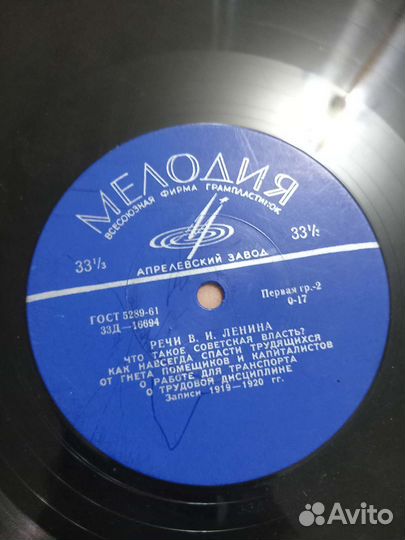 МЕЛОДИЯ
ВСЕСОЮЗНАЯ ФИРМА ГРАМПЛАСТИНОК
33⅓
33⅓
АПРЕЛЕВСКИЙ ЗАВОД
ГОСТ 5289-61
33Д—16694
Первая гр.-2
0-17
РЕЧИ В. И. ЛЕНИНА
ЧТО ТАКОЕ СОВЕТСКАЯ ВЛАСТЬ?
КАК НАВСЕГДА СПАСТИ ТРУДЯЩИХСЯ
ОТ ГНЕТА ПОМЕЩИКОВ И КАПИТАЛИСТОВ
О РАБОТЕ ДЛЯ ТРАНСПОРТА
О ТРУДОВОЙ ДИСЦИПЛИНЕ
Записи 1919—1920 гг.
Avito